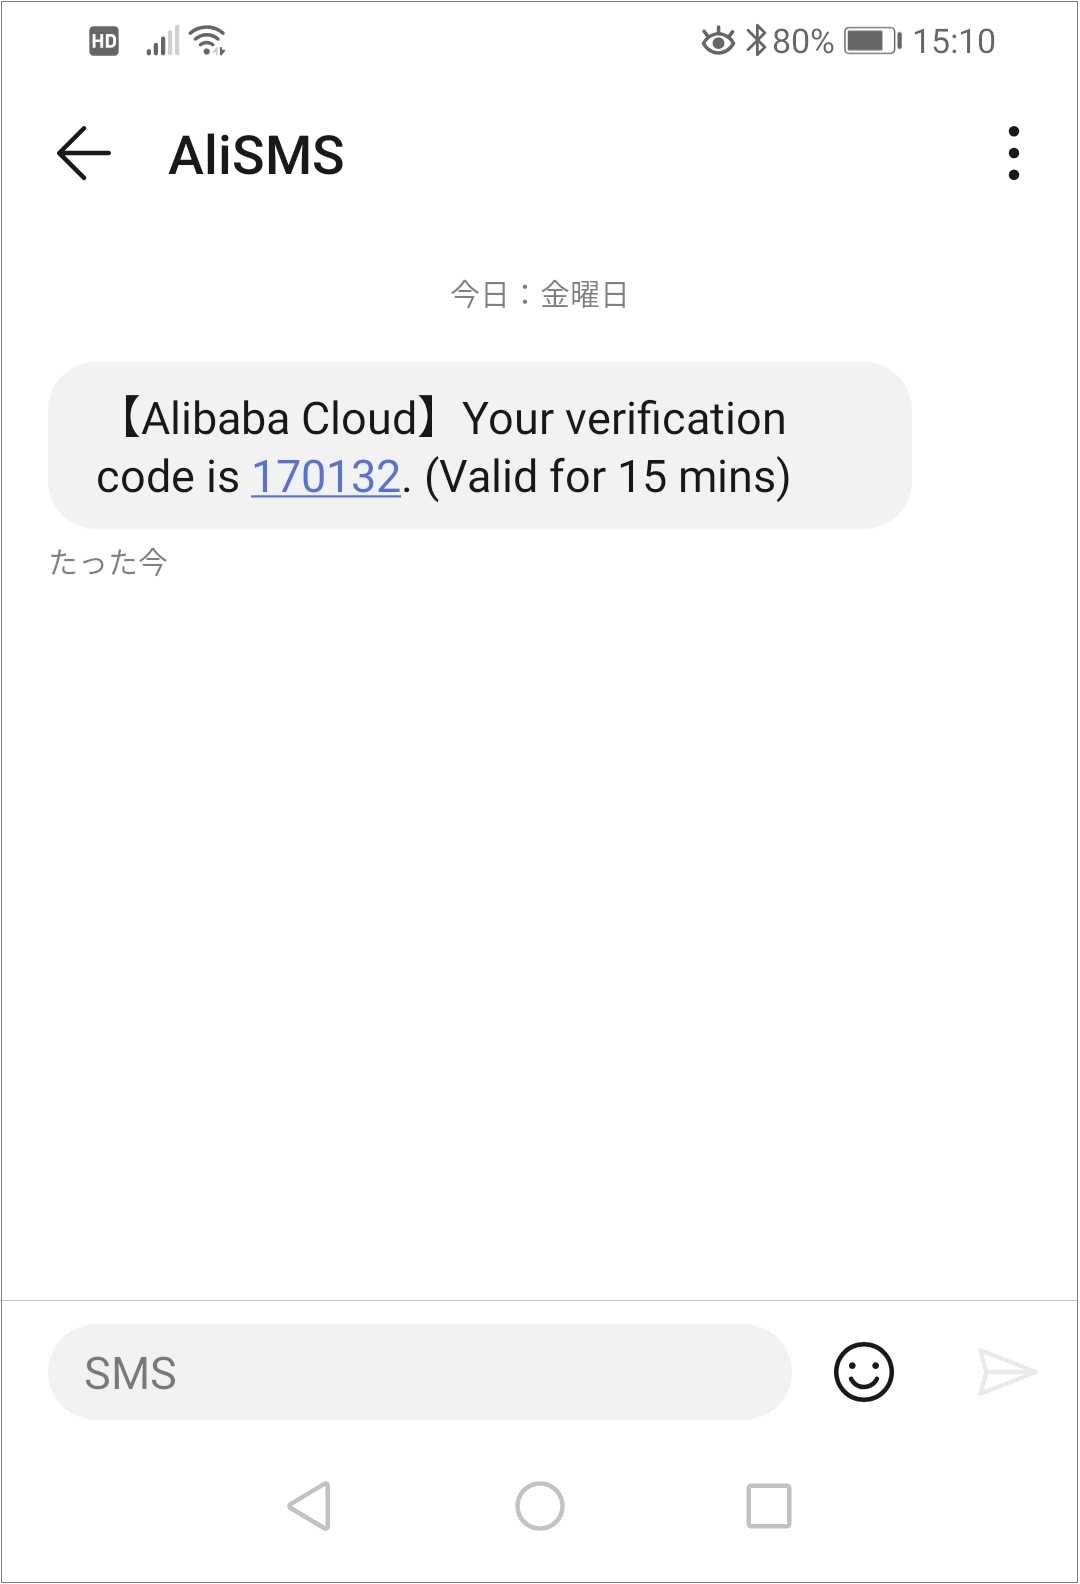 HD 80% 15:10
AliSMS
今日：金曜日
【Alibaba Cloud】Your verification
code is 170132. (Valid for 15 mins)
たった今
SMS